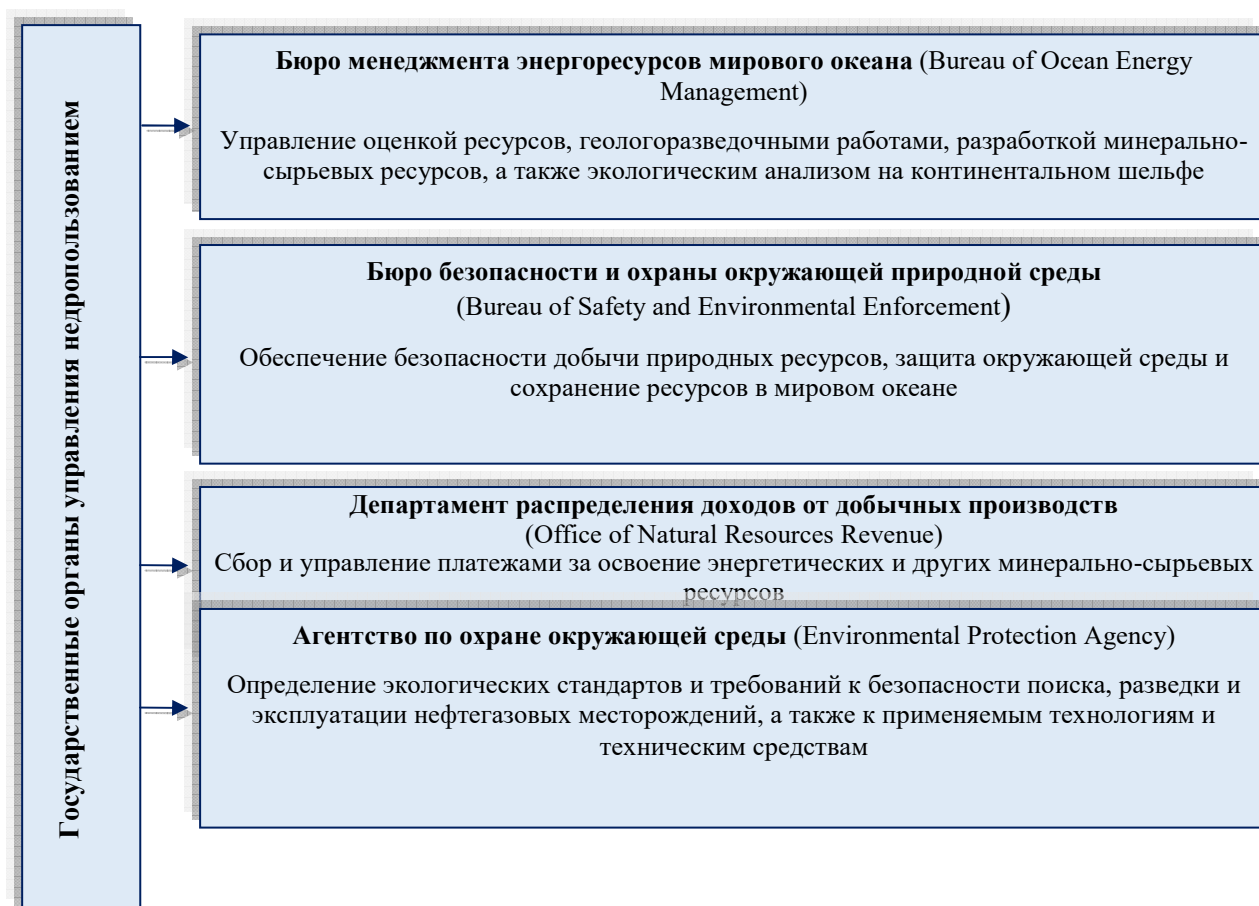 Государственные органы управления недропользованием
Бюро менеджмента энергоресурсов мирового океана (Bureau of Ocean Energy
Management)
Управление оценкой ресурсов, геологоразведочными работами, разработкой минерально-
сырьевых ресурсов, а также экологическим анализом на континентальном шельфе
Бюро безопасности и охраны окружающей природной среды
(Bureau of Safety and Environmental Enforcement)
Обеспечение безопасности добычи природных ресурсов, защита окружающей среды и
сохранение ресурсов в мировом океане
Департамент распределения доходов от добычных производств
(Office of Natural Resources Revenue)
Сбор и управление платежами за освоение энергетических и других минерально-сырьевых
ресурсов
Агентство по охране окружающей среды (Environmental Protection Agency)
Определение экологических стандартов и требований к безопасности поиска, разведки и
эксплуатации нефтегазовых месторождений, а также к применяемым технологиям и
техническим средствам